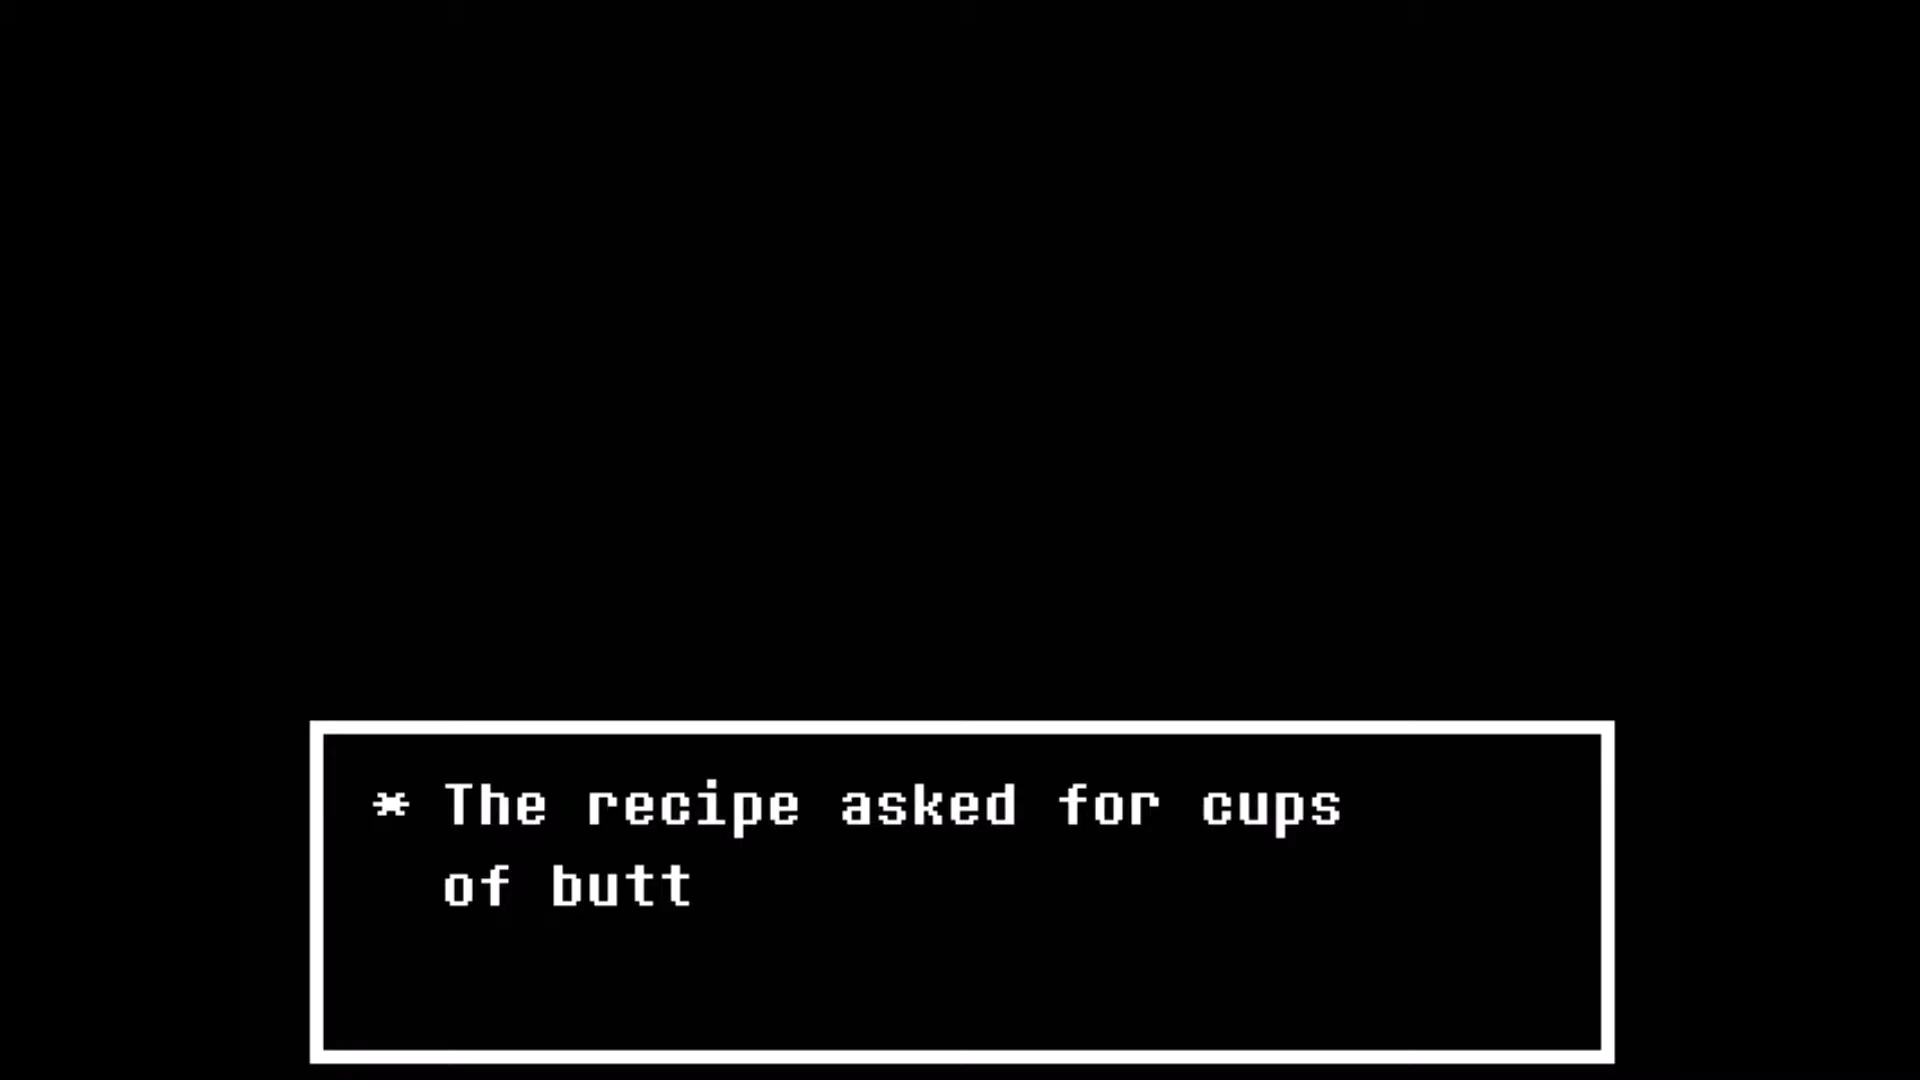 * The recipe asked for cups
of butt